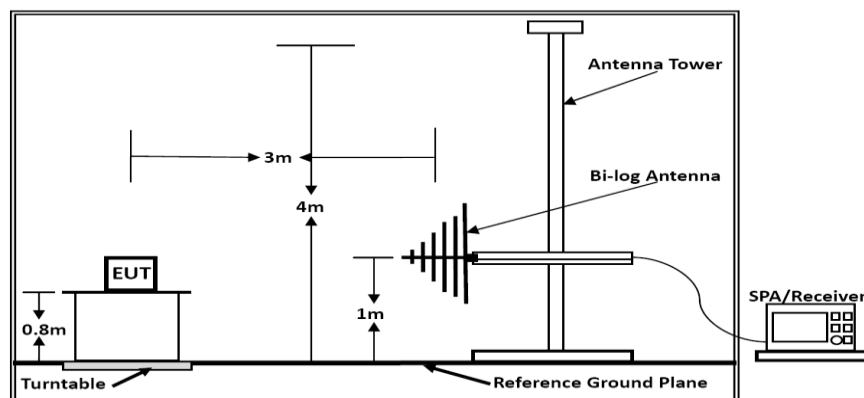 Antenna Tower
3m
Bi-log Antenna
4m
EUT
SPA/Receiver
0.8m
1m
Turntable
Reference Ground Plane